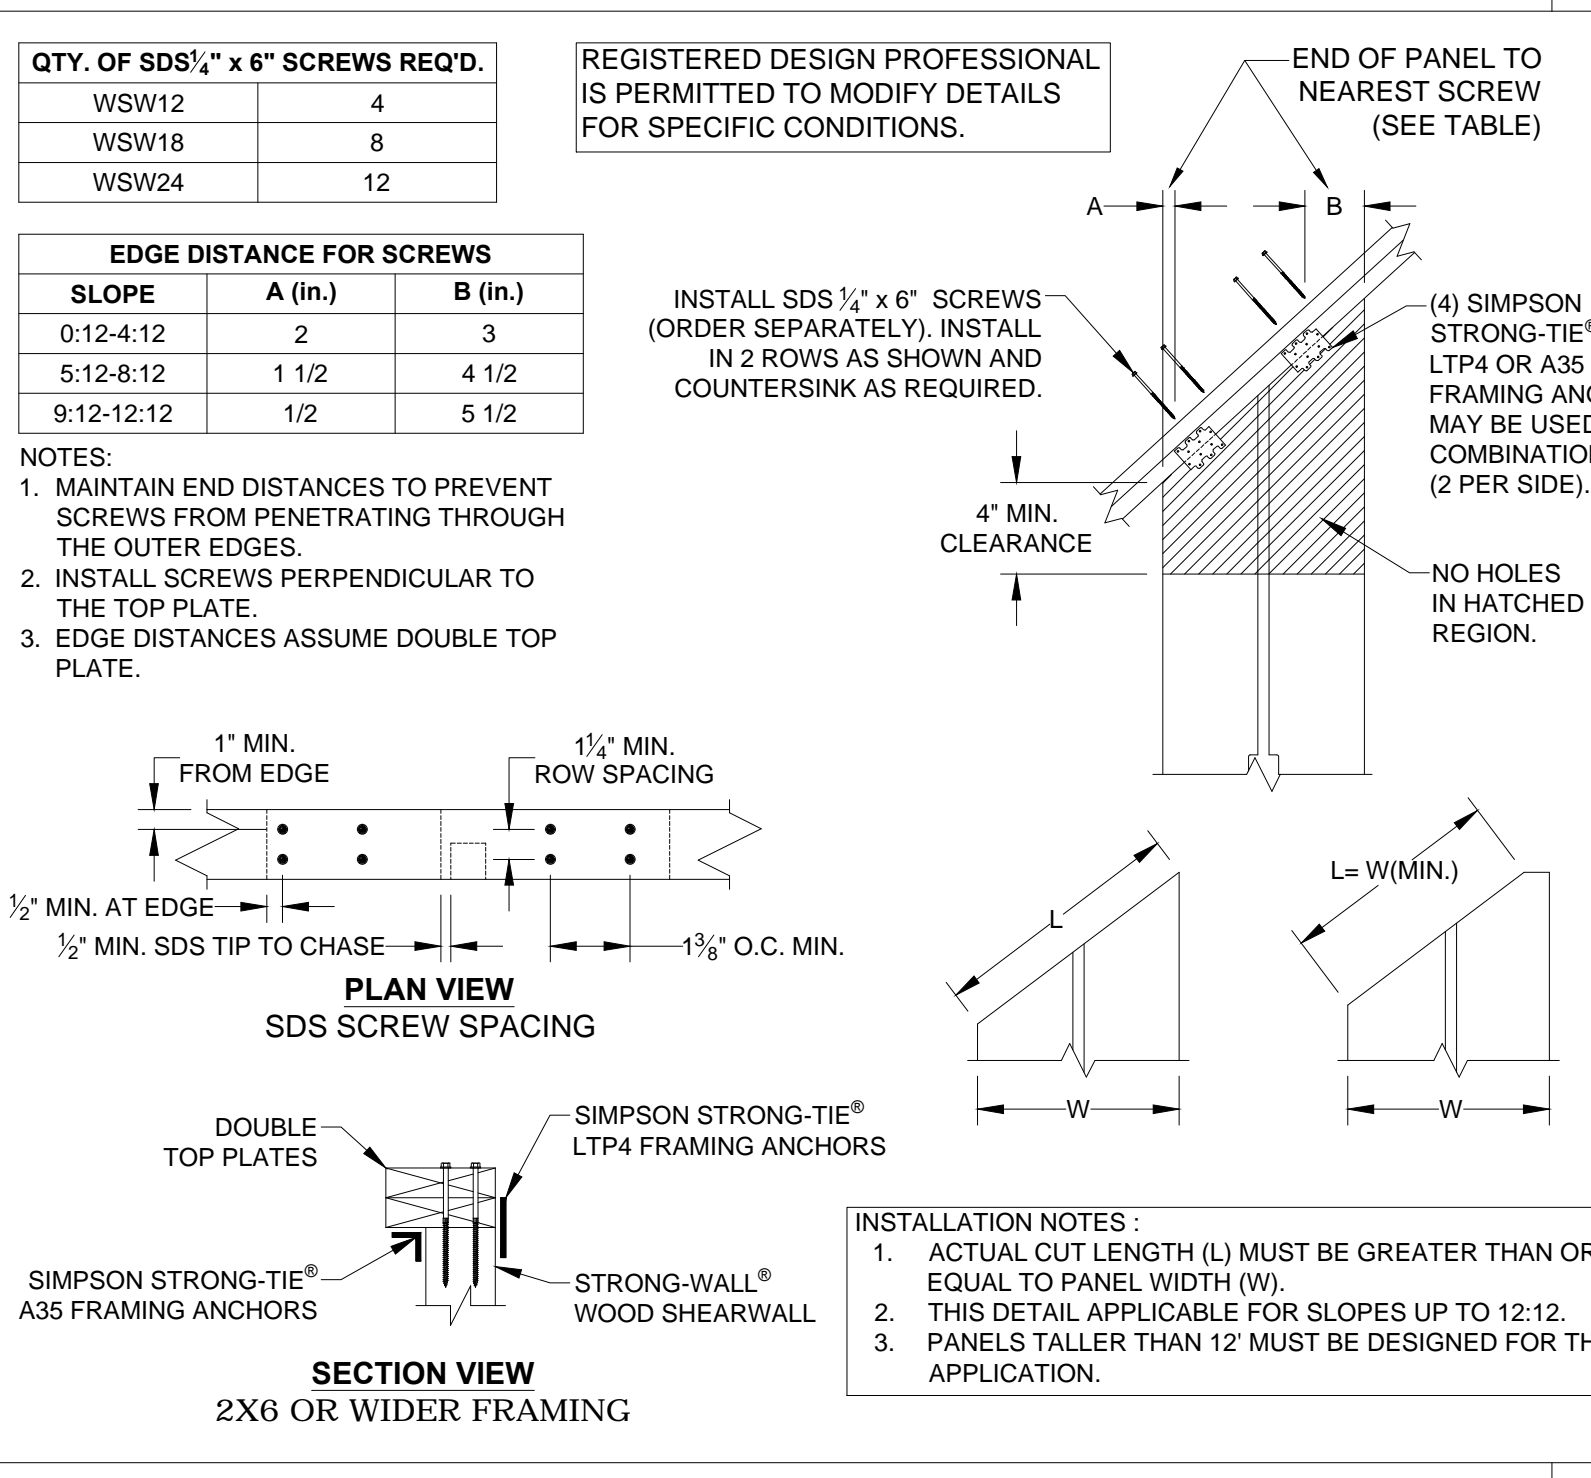 QTY. OF SDS1/4" x 6" SCREWS REQ'D.
WSW12 4
WSW18 8
WSW24 12
EDGE DISTANCE FOR SCREWS
SLOPE A (in.) B (in.)
0:12-4:12 2 3
5:12-8:12 1 1/2 4 1/2
9:12-12:12 1/2 5 1/2
NOTES:
1. MAINTAIN END DISTANCES TO PREVENT
SCREWS FROM PENETRATING THROUGH
THE OUTER EDGES.
2. INSTALL SCREWS PERPENDICULAR TO
THE TOP PLATE.
3. EDGE DISTANCES ASSUME DOUBLE TOP
PLATE.
REGISTERED DESIGN PROFESSIONAL
IS PERMITTED TO MODIFY DETAILS
FOR SPECIFIC CONDITIONS.
END OF PANEL TO
NEAREST SCREW
(SEE TABLE)
A
B
INSTALL SDS 1/4" x 6" SCREWS
(ORDER SEPARATELY). INSTALL
IN 2 ROWS AS SHOWN AND
COUNTERSINK AS REQUIRED.
(4) SIMPSON
STRONG-TIE®
LTP4 OR A35
FRAMING
MAY BE
(2 PER SIDE).
4" MIN.
CLEARANCE
NO HOLES
IN HATCHED
REGION.
1" MIN.
FROM EDGE
1 1/4" MIN.
ROW SPACING
1/2" MIN. AT EDGE
1/2" MIN. SDS TIP TO CHASE
1 3/8" O.C. MIN.
PLAN VIEW
SDS SCREW SPACING
L
W
L= W(MIN.)
W
DOUBLE
TOP PLATES
SIMPSON STRONG-TIE®
LTP4 FRAMING ANCHORS
SIMPSON STRONG-TIE®
A35 FRAMING ANCHORS
STRONG-WALL®
WOOD SHEARWALL
SECTION VIEW
2X6 OR WIDER FRAMING
INSTALLATION NOTES :
1. ACTUAL CUT LENGTH (L) MUST BE GREATER THAN OR
EQUAL TO PANEL WIDTH (W).
2. THIS DETAIL APPLICABLE FOR SLOPES UP TO 12:12.
3. PANELS TALLER THAN 12' MUST BE DESIGNED FOR
APPLICATION.